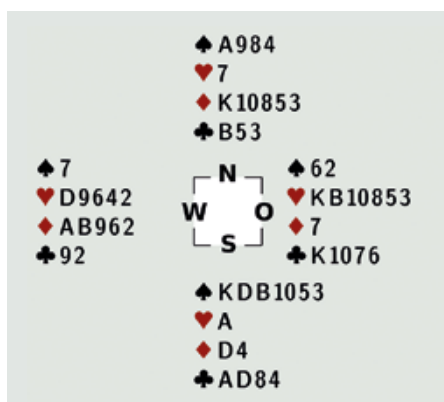 ♠ A984
♥ 7
♦ K10853
♣ B53
♠ 7
♥ D9642
♦ AB962
♣ 92
N
W O
S
♠ 62
♥ KB10853
♦ 7
♣ K1076
♠ KDB1053
♥ A
♦ D4
♣ AD84